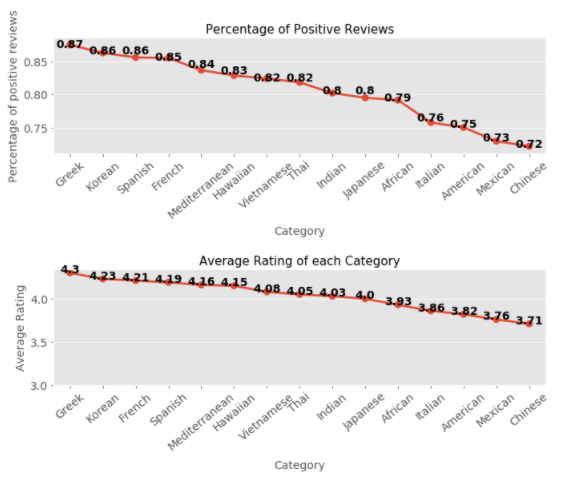 Percentage of Positive Reviews
Percentage of positive reviews
0.85
0.80
0.75
0.87 0.86 0.86 0.85 0.84 0.83 0.82 0.82 0.8 0.8 0.79 0.76 0.75 0.73 0.72
Greek Korean Spanish French Mediterranean Hawaiian Vietnamese Thai Indian Japanese African Italian American Mexican Chinese
Category
Average Rating of each Category
Average Rating
4.0
3.5
3.0
4.3 4.23 4.21 4.19 4.16 4.15 4.08 4.05 4.03 4.0 3.93 3.86 3.82 3.76 3.71
Greek Korean French Spanish Mediterranean Hawaiian Vietnamese Thai Indian Japanese African Italian American Mexican Chinese
Category